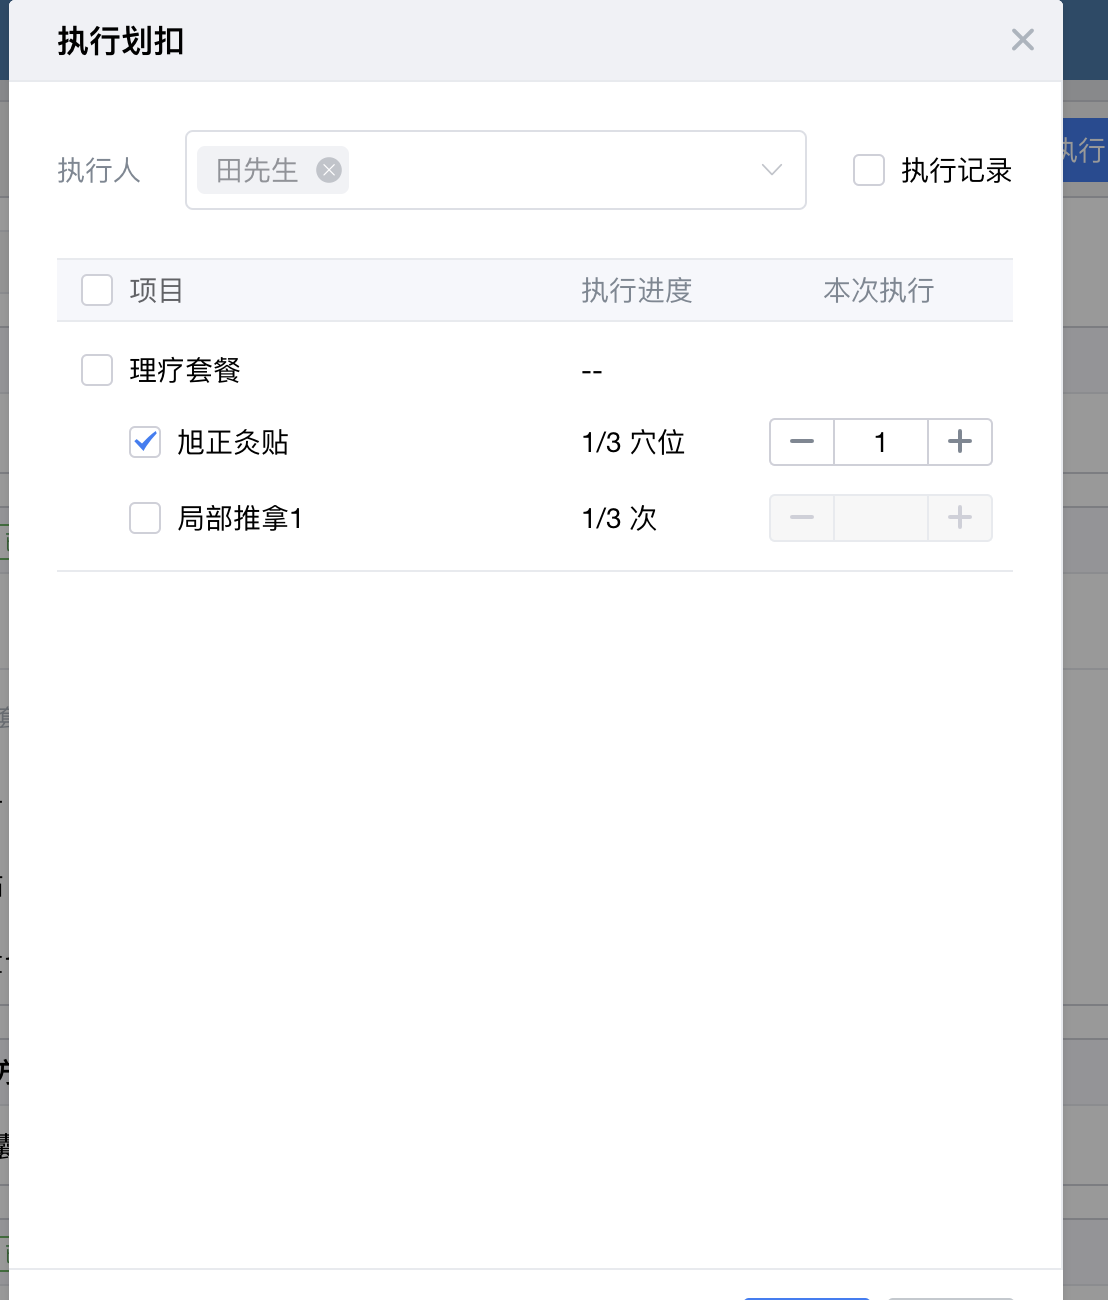 执行划扣
执行人 田先生 执行记录
执行
项目 执行进度 本次执行
理疗套餐 --
旭正灸贴 1/3 穴位 1
局部推拿1 1/3 次